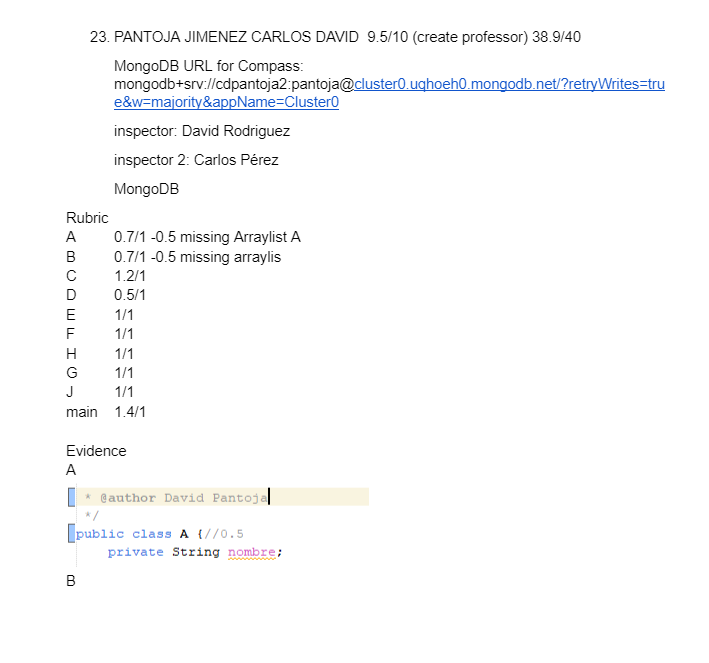 23. PANTOJA JIMENEZ CARLOS DAVID 9.5/10 (create professor) 38.9/40
MongoDB URL for Compass:
mongodb+srv://cdpantoja2:pantoja@cluster0.uqhoeh0.mongodb.net/?retryWrites=tru
e&w=majority&appName=Cluster0
inspector: David Rodriguez
inspector 2: Carlos Pérez
MongoDB
Rubric
A 0.7/1 -0.5 missing Arraylist A
B 0.7/1 -0.5 missing arraylis
C 1.2/1
D 0.5/1
E 1/1
F 1/1
H 1/1
G 1/1
J 1/1
main 1.4/1
Evidence
A
* @author David Pantoja
*/
public class A {//0.5
private String nombre;
B